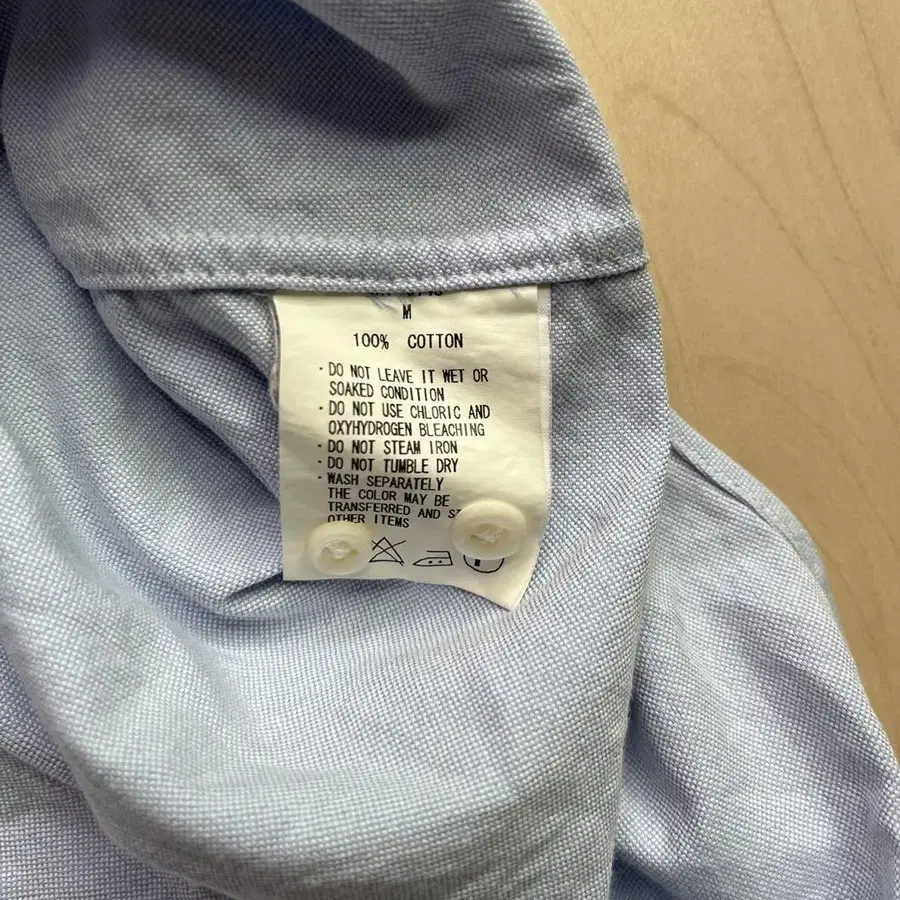 M
100% COTTON
・DO NOT LEAVE IT WET OR
SOAKED CONDITION
・DO NOT USE CHLORIC AND
OXYHYDROGEN BLEACHING
・DO NOT STEAM IRON
・DO NOT TUMBLE DRY
・WASH SEPARATELY
THE COLOR MAY BE
TRANSFERRED AND
OTHER ITEMS